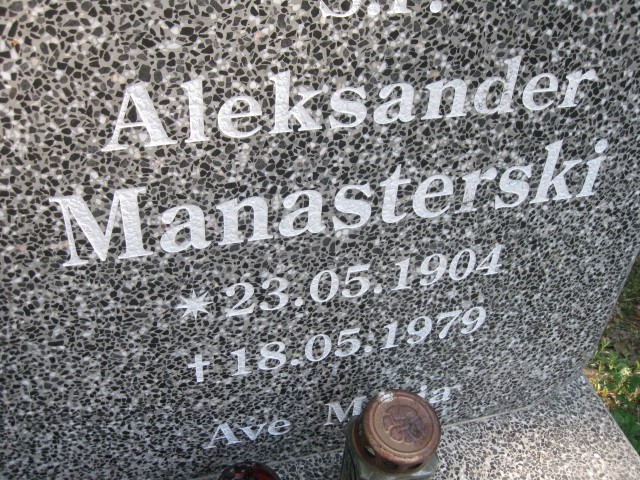 Ś.P.
Aleksander
Manasterski
* 23.05.1904
+ 18.05.1979
Ave